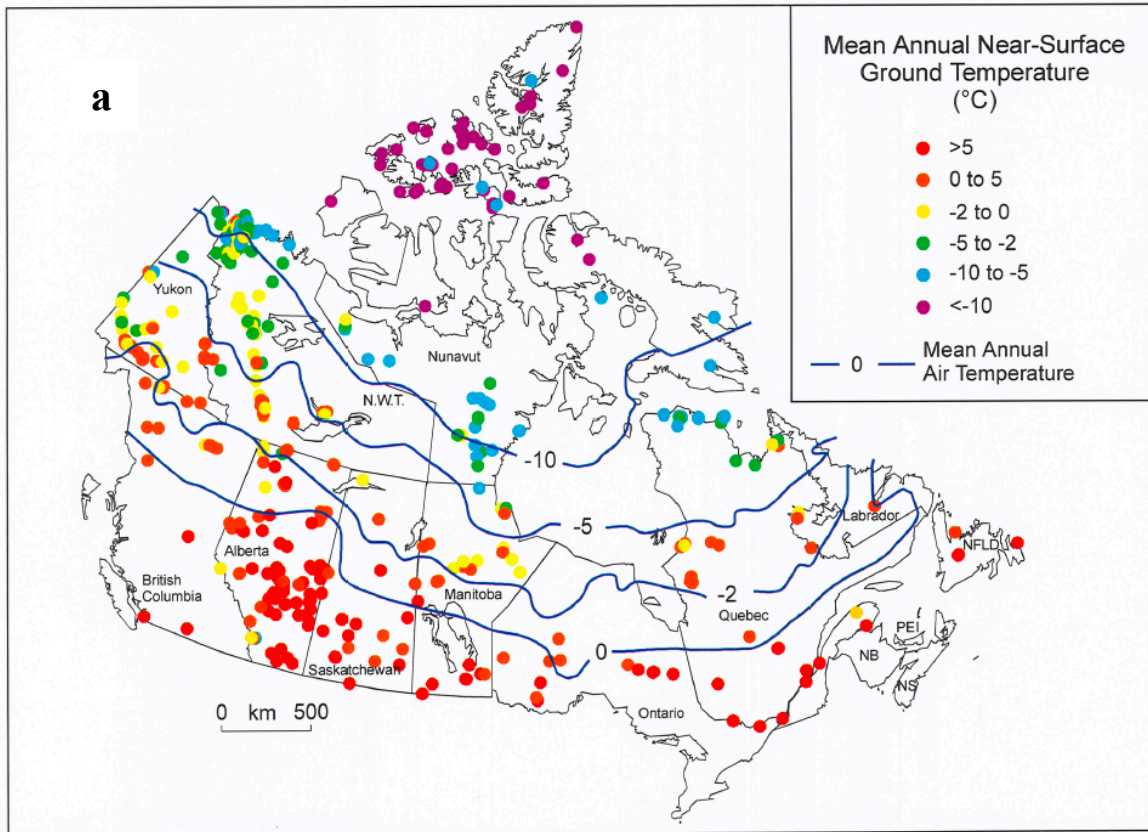 a
Mean Annual Near-Surface
Ground Temperature
(°C)
>5
0 to 5
-2 to 0
-5 to -2
-10 to -5
<-10
0
Mean Annual
Air Temperature
Yukon
Nunavut
N.W.T.
-10
-5
Labrador
NFLD
Alberta
British
Columbia
Manitoba
-2
Quebec
PEI
NB
NS
0
Saskatchewan
Ontario
0 km 500